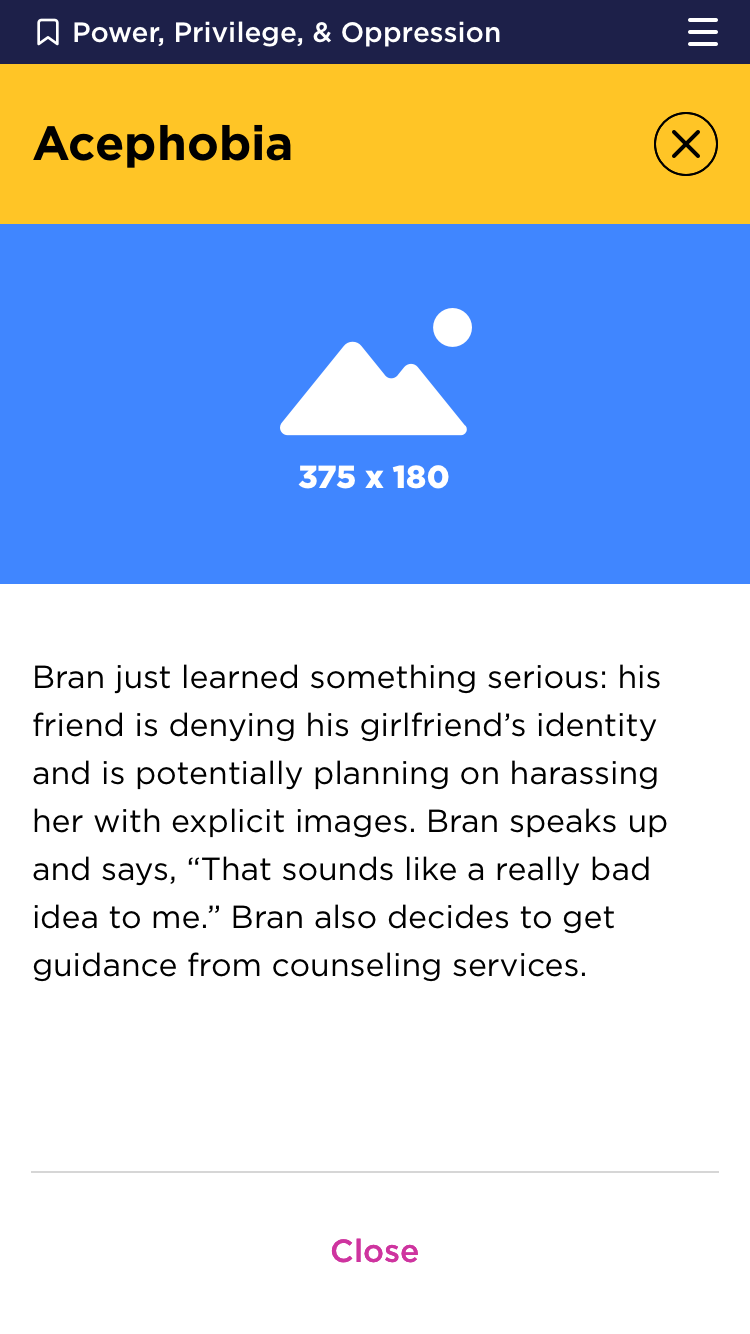 Power, Privilege, & Oppression
Acephobia
375 x 180
Bran just learned something serious: his
friend is denying his girlfriend’s identity
and is potentially planning on harassing
her with explicit images. Bran speaks up
and says, “That sounds like a really bad
idea to me.” Bran also decides to get
guidance from counseling services.
Close